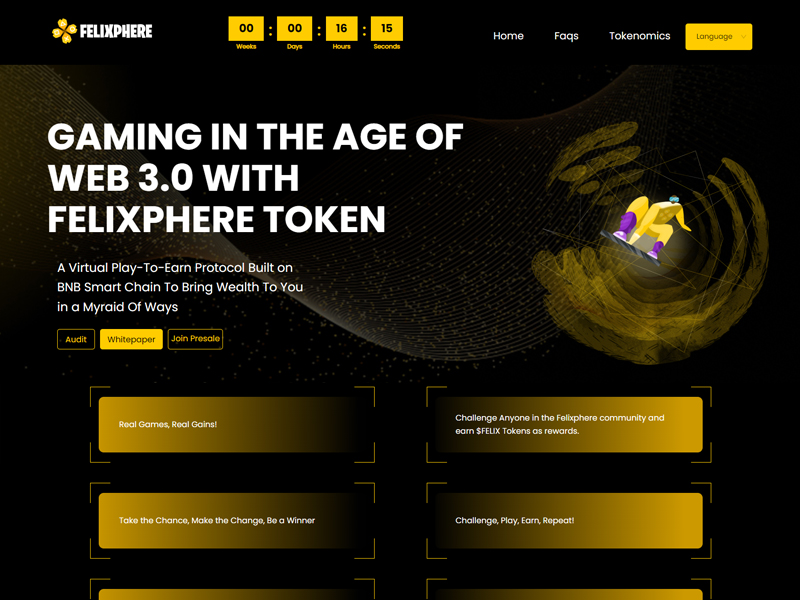 FELIXPHERE
00 : 00 : 16 : 15
Weeks Days Hours Seconds
Home Faqs Tokenomics Language
GAMING IN THE AGE OF
WEB 3.0 WITH
FELIXPHERE TOKEN
A Virtual Play-To-Earn Protocol Built on
BNB Smart Chain To Bring Wealth To You
in a Myraid Of Ways
Audit Whitepaper Join Presale
Real Games, Real Gains!
Challenge Anyone in the Felixphere community and
earn $FELIX Tokens as rewards.
Take the Chance, Make the Change, Be a Winner
Challenge, Play, Earn, Repeat!